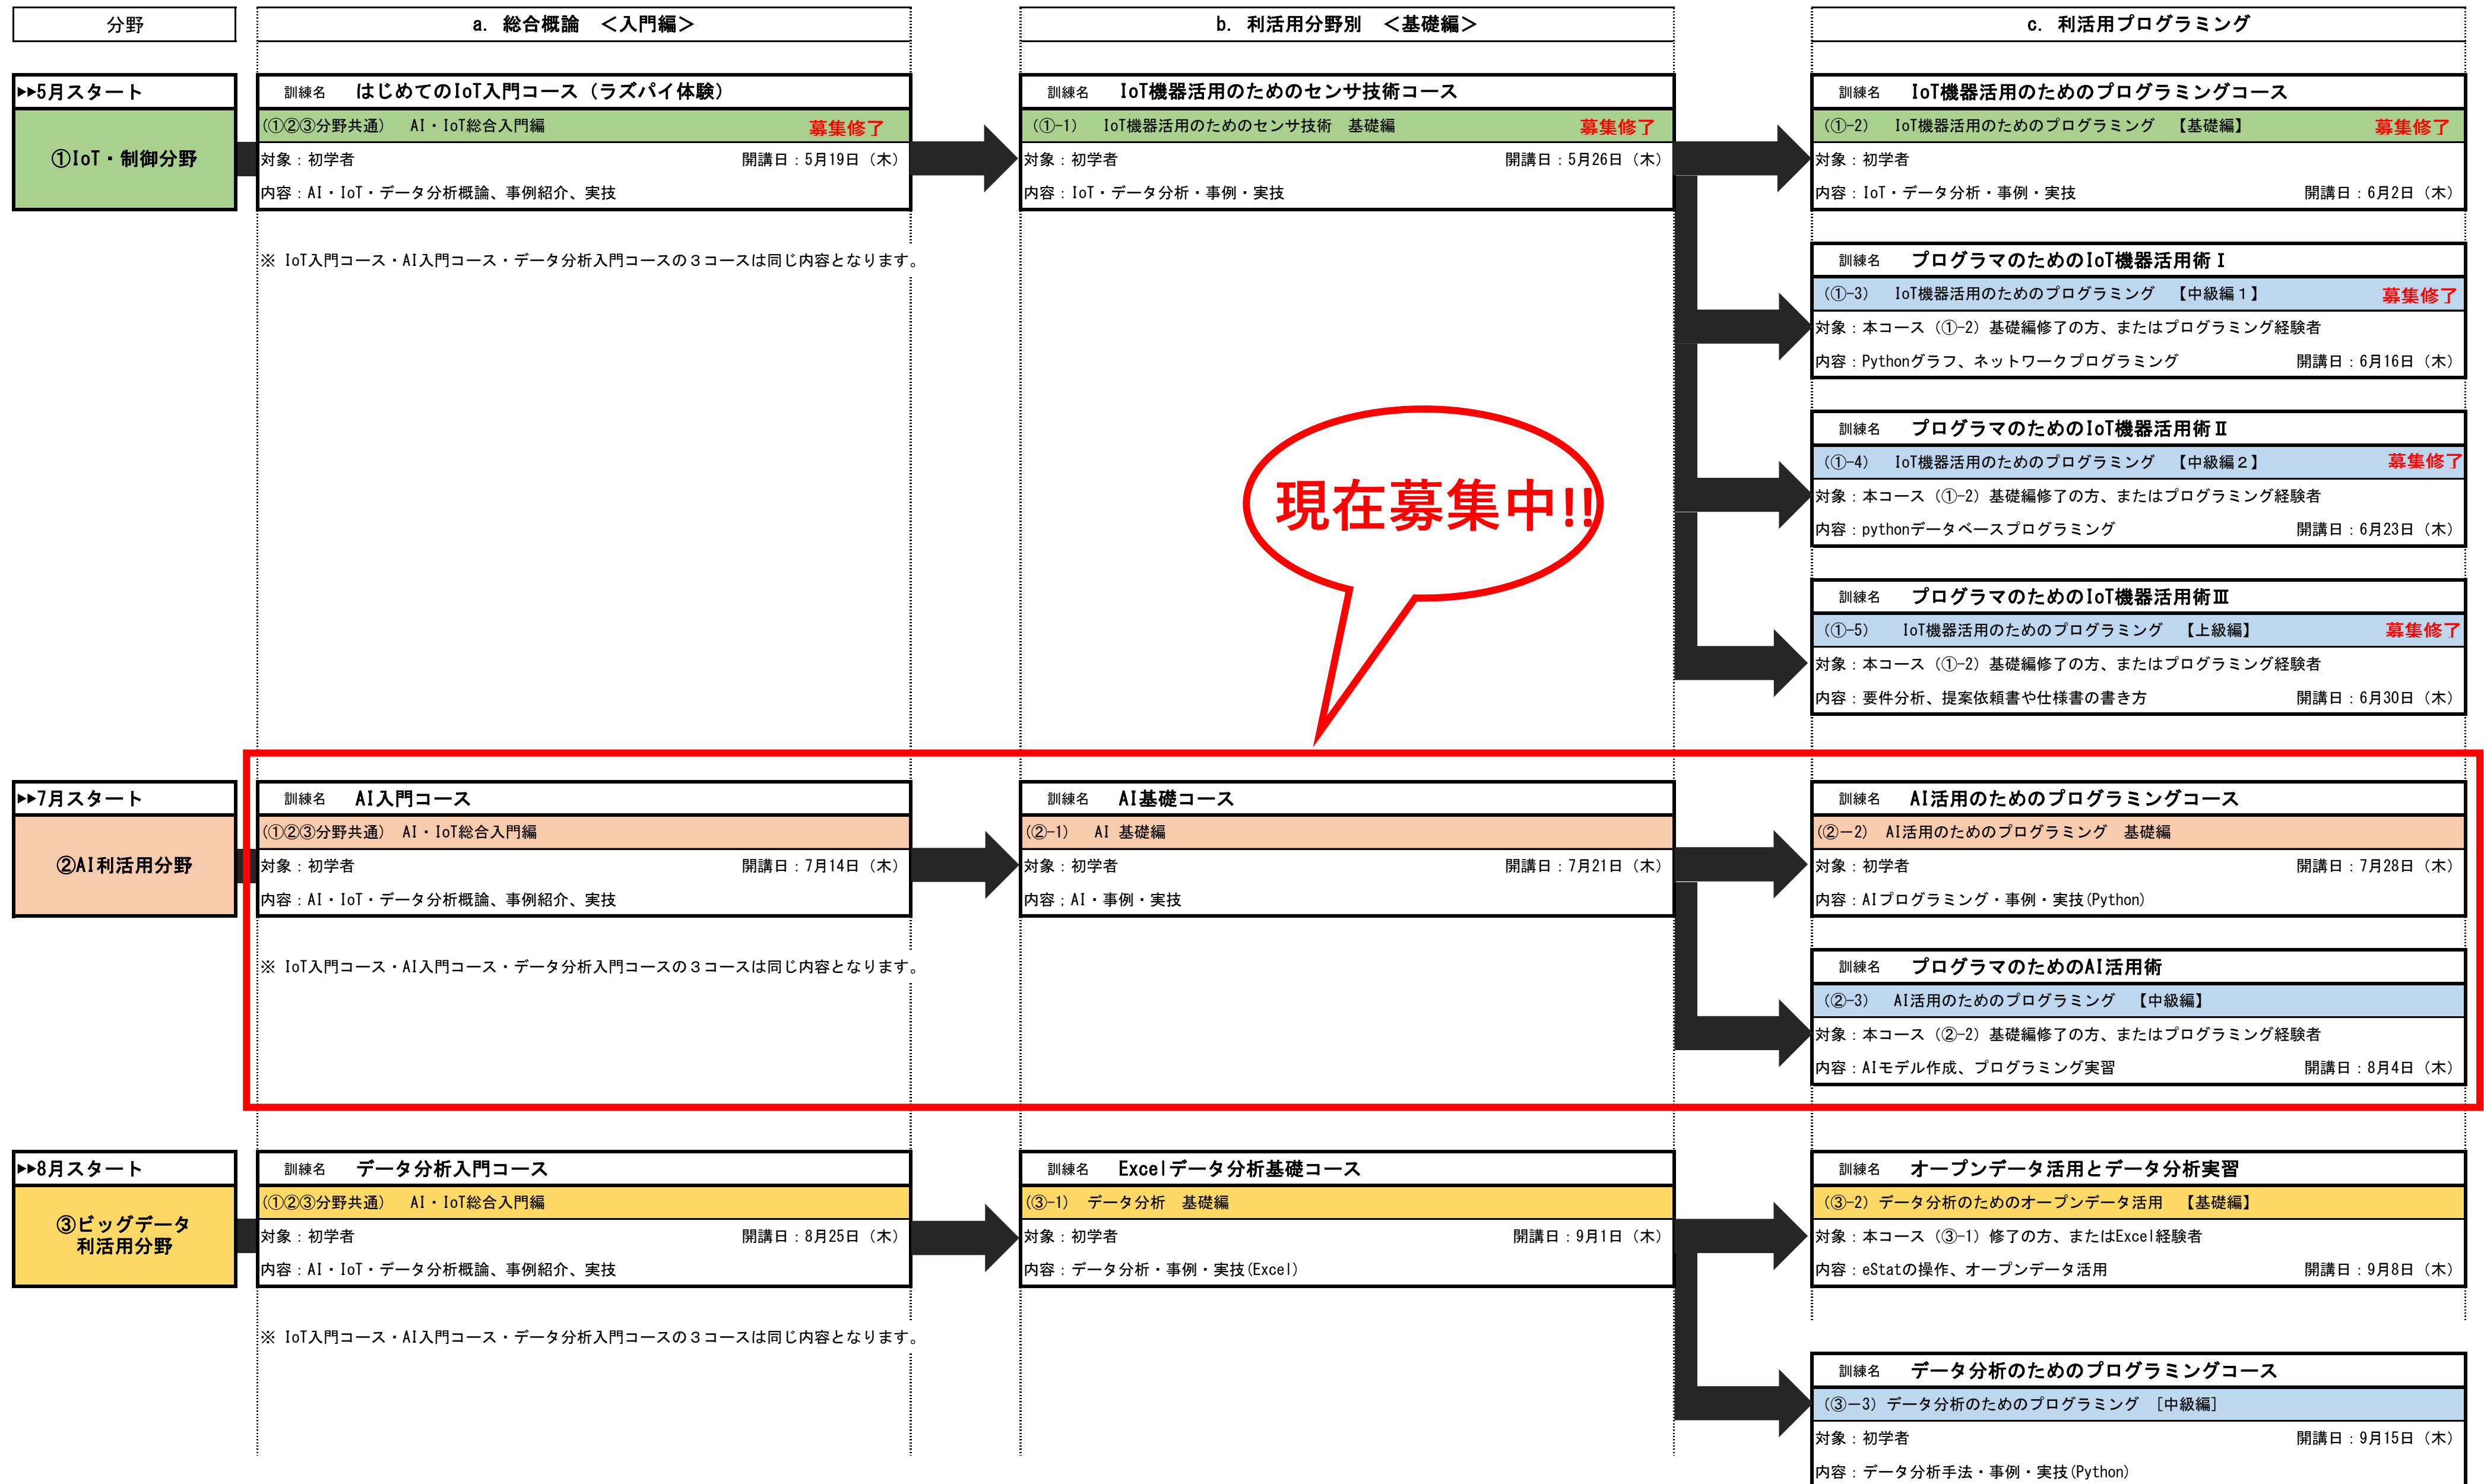 分野
a. 総合概論 <入門編>
b. 利活用分野別 <基礎編>
c. 利活用プログラミング
▶▶5月スタート
①IoT・制御分野
訓練名 はじめてのIoT入門コース（ラズパイ体験）
(①②③分野共通) AI・IoT総合入門編 募集修了
対象：初学者 開講日：5月19日（木）
内容：AI・IoT・データ分析概論、事例紹介、実技
※ IoT入門コース・AI入門コース・データ分析入門コースの３コースは同じ内容となります。
訓練名 IoT機器活用のためのセンサ技術コース
(①-1) IoT機器活用のためのセンサ技術 基礎編 募集修了
対象：初学者 開講日：5月26日（木）
内容：IoT・データ分析・事例・実技
訓練名 IoT機器活用のためのプログラミングコース
(①-2) IoT機器活用のためのプログラミング 【基礎編】 募集修了
対象：初学者
内容：IoT・データ分析・事例・実技 開講日：6月2日（木）
訓練名 プログラマのためのIoT機器活用術Ⅰ
(①-3) IoT機器活用のためのプログラミング 【中級編１】 募集修了
対象：本コース（①-2）基礎編修了の方、またはプログラミング経験者
内容：Pythonグラフ、ネットワークプログラミング 開講日：6月16日（木）
訓練名 プログラマのためのIoT機器活用術Ⅱ
(①-4) IoT機器活用のためのプログラミング 【中級編２】 募集修了
対象：本コース（①-2）基礎編修了の方、またはプログラミング経験者
内容：pythonデータベースプログラミング 開講日：6月23日（木）
訓練名 プログラマのためのIoT機器活用術Ⅲ
(①-5) IoT機器活用のためのプログラミング 【上級編】 募集修了
対象：本コース（①-2）基礎編修了の方、またはプログラミング経験者
内容：要件分析、提案依頼書や仕様書の書き方 開講日：6月30日（木）
現在募集中!!
▶▶7月スタート
②AI利活用分野
訓練名 AI入門コース
(①②③分野共通) AI・IoT総合入門編
対象：初学者 開講日：7月14日（木）
内容：AI・IoT・データ分析概論、事例紹介、実技
※ IoT入門コース・AI入門コース・データ分析入門コースの３コースは同じ内容となります。
訓練名 AI基礎コース
(②-1) AI 基礎編
対象：初学者 開講日：7月21日（木）
内容；AI・事例・実技
訓練名 AI活用のためのプログラミングコース
(②－2) AI活用のためのプログラミング 基礎編
対象：初学者 開講日：7月28日（木）
内容：AIプログラミング・事例・実技(Python)
訓練名 プログラマのためのAI活用術
(②-3) AI活用のためのプログラミング 【中級編】
対象：本コース（②-2）基礎編修了の方、またはプログラミング経験者
内容：AIモデル作成、プログラミング実習 開講日：8月4日（木）
▶▶8月スタート
③ビッグデータ
利活用分野
訓練名 データ分析入門コース
(①②③分野共通) AI・IoT総合入門編
対象：初学者 開講日：8月25日（木）
内容：AI・IoT・データ分析概論、事例紹介、実技
※ IoT入門コース・AI入門コース・データ分析入門コースの３コースは同じ内容となります。
訓練名 Excelデータ分析基礎コース
(③-1) データ分析 基礎編
対象：初学者 開講日：9月1日（木）
内容：データ分析・事例・実技(Excel)
訓練名 オープンデータ活用とデータ分析実習
(③-2) データ分析のためのオープンデータ活用 【基礎編】
対象：本コース（③-1）修了の方、またはExcel経験者
内容：eStatの操作、オープンデータ活用 開講日：9月8日（木）
訓練名 データ分析のためのプログラミングコース
(③－3) データ分析のためのプログラミング [中級編]
対象：初学者 開講日：9月15日（木）
内容：データ分析手法・事例・実技(Python)